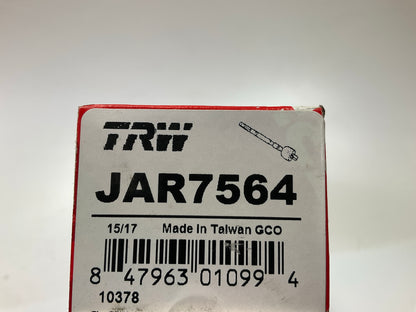 TRW
JAR7564
15/17 Made In Taiwan GCO
8 47963 01099 4
10378